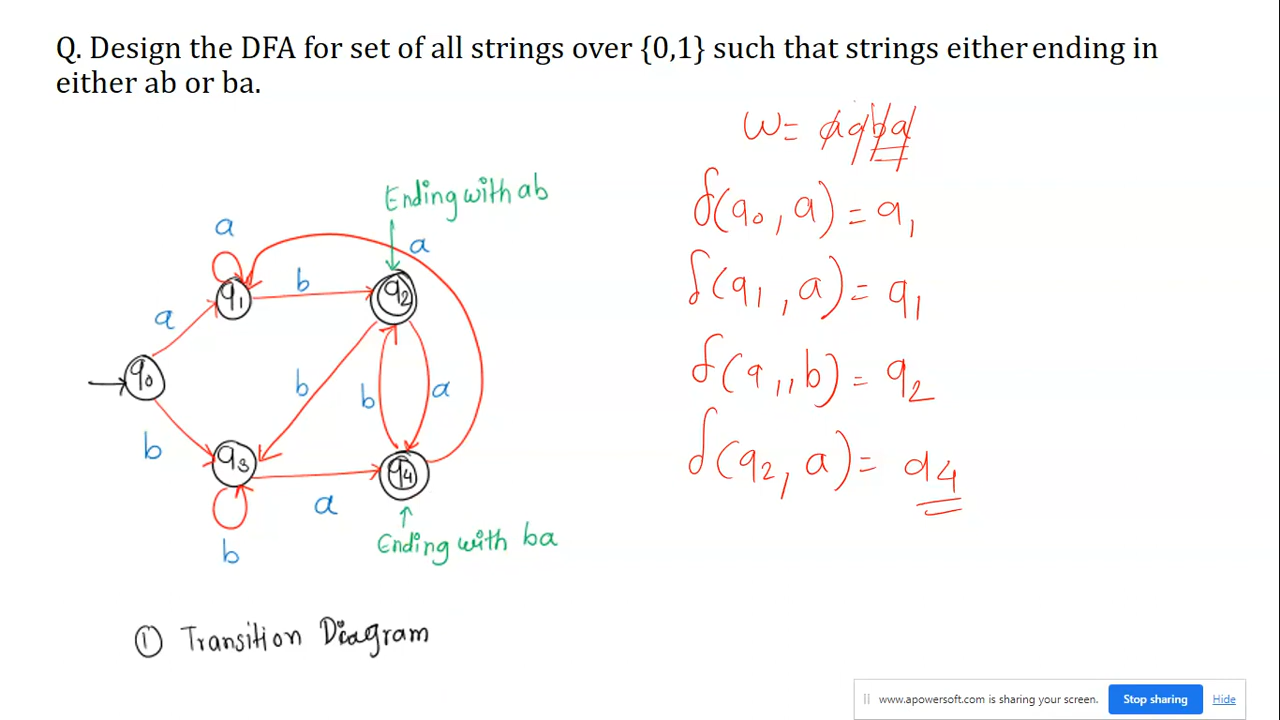 Q. Design the DFA for set of all strings over {0,1} such that strings either ending in
either ab or ba.
w = aaba
δ(q0, a) = q1
δ(q1, a) = q1
δ(q1, b) = q2
δ(q2, a) = q4
Ending with ab
a
a
q1
b
q2
a
q0
b
b
a
b
q3
q4
a
b
Ending with ba
① Transition Diagram
www.apowersoft.com is sharing your screen.
Stop sharing
Hide